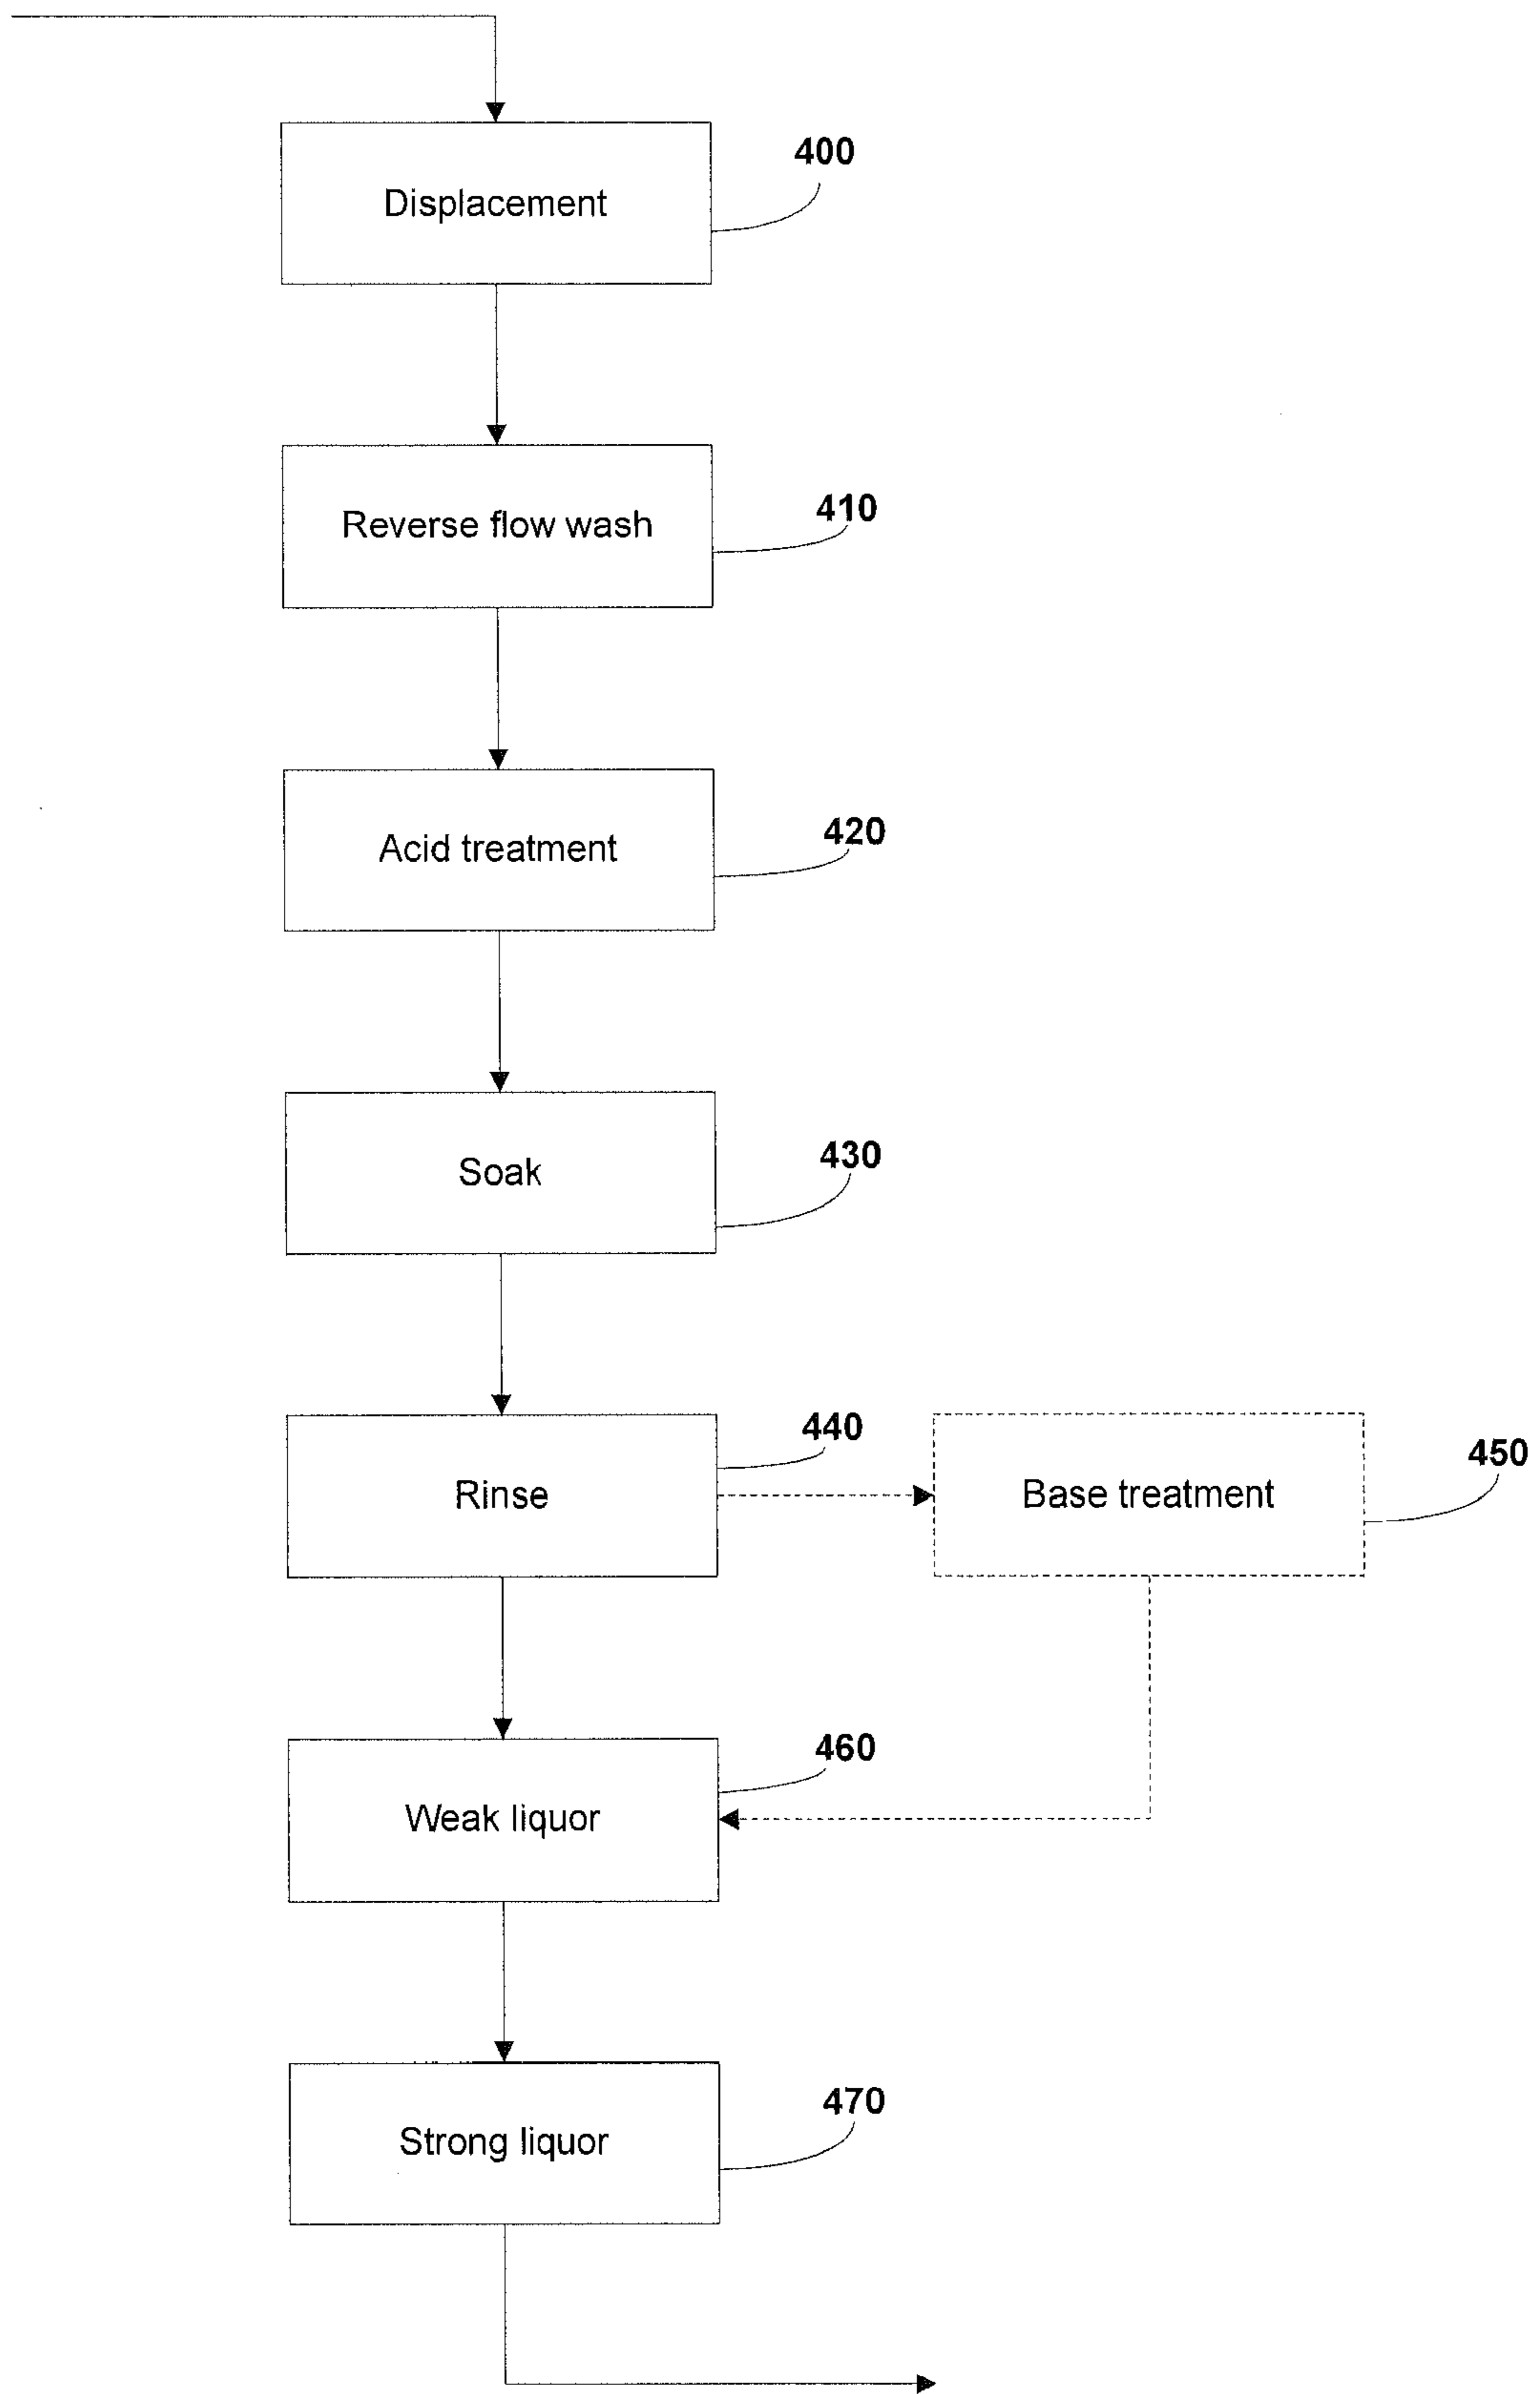 400
Displacement
410
Reverse flow wash
420
Acid treatment
430
Soak
440
450
Rinse
Base treatment
460
Weak liquor
470
Strong liquor